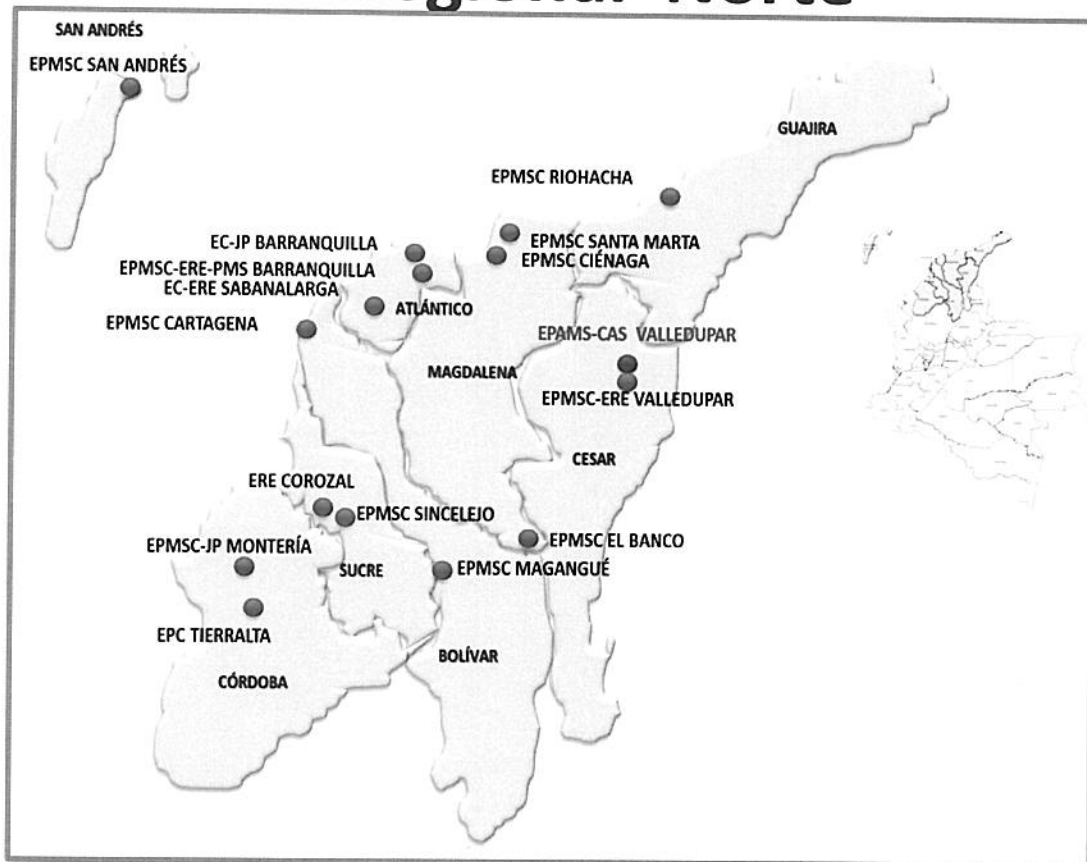 Regional Norte
SAN ANDRÉS
EPMSC SAN ANDRÉS
GUAJIRA
EPMSC RIOHACHA
EC-JP BARRANQUILLA
EPMSC SANTA MARTA
EPMSC CIÉNAGA
EPMSC-ERE-PMS BARRANQUILLA
EC-ERE SABANALARGA
ATLÁNTICO
EPMSC CARTAGENA
EPAMS-CAS VALLEDUPAR
MAGDALENA
EPMSC-ERE VALLEDUPAR
CESAR
ERE COROZAL
EPMSC SINCELEJO
EPMSC EL BANCO
EPMSC-JP MONTERÍA
SUCRE
EPMSC MAGANGUÉ
EPC TIERRALTA
BOLÍVAR
CÓRDOBA